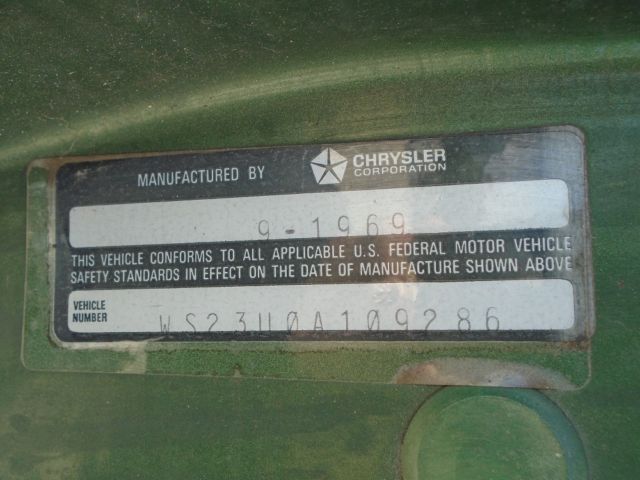 MANUFACTURED BY CHRYSLER CORPORATION
9-1969
THIS VEHICLE CONFORMS TO ALL APPLICABLE U.S. FEDERAL MOTOR VEHICLE
SAFETY STANDARDS IN EFFECT ON THE DATE OF MANUFACTURE SHOWN ABOVE
VEHICLE NUMBER WS23U0A109286